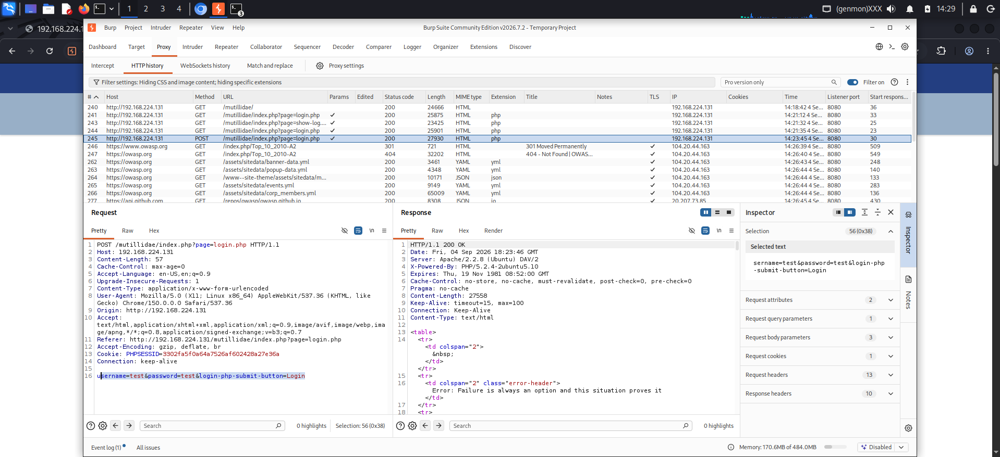 1 2 3 4 3 (genmon)XXX 14:29
192.168.224.1
Burp Project Intruder Repeater View Help Burp Suite Community Edition v2026.7.2 - Temporary Project
Dashboard Target Proxy Intruder Repeater Collaborator Sequencer Decoder Comparer Logger Organizer Extensions Discover
Intercept HTTP history WebSockets history Match and replace Proxy settings
Filter settings: Hiding CSS and image content; hiding specific extensions Pro version only Filter on
# Host Method URL Params Edited Status code Length MIME type Extension Title Notes TLS IP Cookies Time Listener port Start respons...
240 http://192.168.224.131 GET /mutillidae/ 200 24666 HTML 192.168.224.131 14:18:42 4 Se... 8080 36
241 http://192.168.224.131 GET /mutillidae/index.php?page=login.php ✓ 200 25875 HTML php 192.168.224.131 14:21:12 4 Se... 8080 33
243 http://192.168.224.131 GET /mutillidae/index.php?page=show-log.... ✓ 200 23425 HTML php 192.168.224.131 14:21:32 4 Se... 8080 25
244 http://192.168.224.131 GET /mutillidae/index.php?page=login.php ✓ 200 25901 HTML php 192.168.224.131 14:21:35 4 Se... 8080 23
245 http://192.168.224.131 POST /mutillidae/index.php?page=login.php ✓ 200 27930 HTML php 192.168.224.131 14:23:45 4 Se... 8080 30
246 https://www.owasp.org GET /index.php/Top_10_2010-A2 301 721 HTML 301 Moved Permanently ✓ 104.20.44.163 14:26:39 4 Se... 8080 509
247 https://owasp.org GET /index.php/Top_10_2010-A2 404 32202 HTML 404 - Not Found | OWAS... ✓ 104.20.44.163 14:26:40 4 Se... 8080 549
262 https://owasp.org GET /assets/sitedata/banner-data.yml 200 3461 YAML yml ✓ 104.20.44.163 14:26:43 4 Se... 8080 248
263 https://owasp.org GET /assets/sitedata/popup-data.yml 200 4348 YAML yml ✓ 104.20.44.163 14:26:44 4 Se... 8080 140
264 https://owasp.org GET /www--site-theme/assets/sitedata/m... 200 10171 JSON json ✓ 104.20.44.163 14:26:44 4 Se... 8080 133
265 https://owasp.org GET /assets/sitedata/events.yml 200 9149 YAML yml ✓ 104.20.44.163 14:26:44 4 Se... 8080 283
266 https://owasp.org GET /assets/sitedata/corp_members.yml 200 65009 YAML yml ✓ 104.20.44.163 14:26:44 4 Se... 8080 136
277 https://api.github.com GET /repos/owasp/owasp.github.io 200 8308 JSON io ✓ 20.207.73.85 14:26:45 4 Se... 8080 430
Request
Pretty Raw Hex \n
1 POST /mutillidae/index.php?page=login.php HTTP/1.1
2 Host: 192.168.224.131
3 Content-Length: 57
4 Cache-Control: max-age=0
5 Accept-Language: en-US,en;q=0.9
6 Upgrade-Insecure-Requests: 1
7 Content-Type: application/x-www-form-urlencoded
8 User-Agent: Mozilla/5.0 (X11; Linux x86_64) AppleWebKit/537.36 (KHTML, like
Gecko) Chrome/150.0.0.0 Safari/537.36
9 Origin: http://192.168.224.131
10 Accept:
text/html,application/xhtml+xml,application/xml;q=0.9,image/avif,image/webp,ima
ge/apng,*/*;q=0.8,application/signed-exchange;v=b3;q=0.7
11 Referer: http://192.168.224.131/mutillidae/index.php?page=login.php
12 Accept-Encoding: gzip, deflate, br
13 Cookie: PHPSESSID=3302fa5f0a64a7526af602428a27e36a
14 Connection: keep-alive
15
16 username=test&password=test&login-php-submit-button=Login
Search 0 highlights Selection: 56 (0x38)
Response
Pretty Raw Hex Render \n
1 HTTP/1.1 200 OK
2 Date: Fri, 04 Sep 2026 18:23:46 GMT
3 Server: Apache/2.2.8 (Ubuntu) DAV/2
4 X-Powered-By: PHP/5.2.4-2ubuntu5.10
5 Expires: Thu, 19 Nov 1981 08:52:00 GMT
6 Cache-Control: no-store, no-cache, must-revalidate, post-check=0, pre-check=0
7 Pragma: no-cache
8 Content-Length: 27558
9 Keep-Alive: timeout=15, max=100
10 Connection: Keep-Alive
11 Content-Type: text/html
12
13 <table>
14 <tr>
<td colspan="2">
&nbsp;
</td>
</tr>
15 <tr>
16 <td colspan="2" class="error-header">
Error: Failure is always an option and this situation proves it
</td>
17 </tr>
18 <tr>
Search 0 highlights
Inspector
Selection 56 (0x38)
Selected text
sername=test&password=test&login-php
-submit-button=Login
Request attributes 2
Request query parameters 1
Request body parameters 3
Request cookies 1
Request headers 13
Response headers 10
Inspector
Notes
Event log (1) All issues Memory: 170.6MB of 484.0MB Disabled